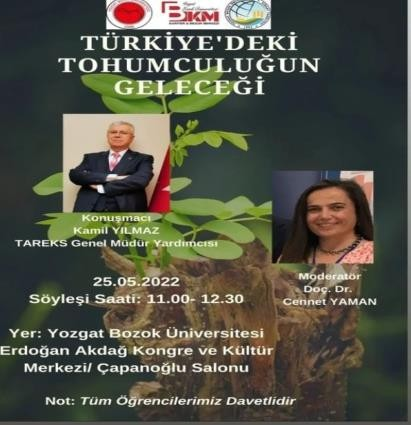 BKM
TÜRKİYE'DEKİ
TOHUMCULUĞUN
GELECEĞİ
Konuşmacı
Kamil YILMAZ
TAREKS Genel Müdür Yardımcısı
Moderatör
Doç. Dr.
Cennet YAMAN
25.05.2022
Söyleşi Saati: 11.00- 12.30
Yer: Yozgat Bozok Üniversitesi
Erdoğan Akdağ Kongre ve Kültür
Merkezi/ Çapanoğlu Salonu
Not: Tüm Öğrencilerimiz Davetlidir